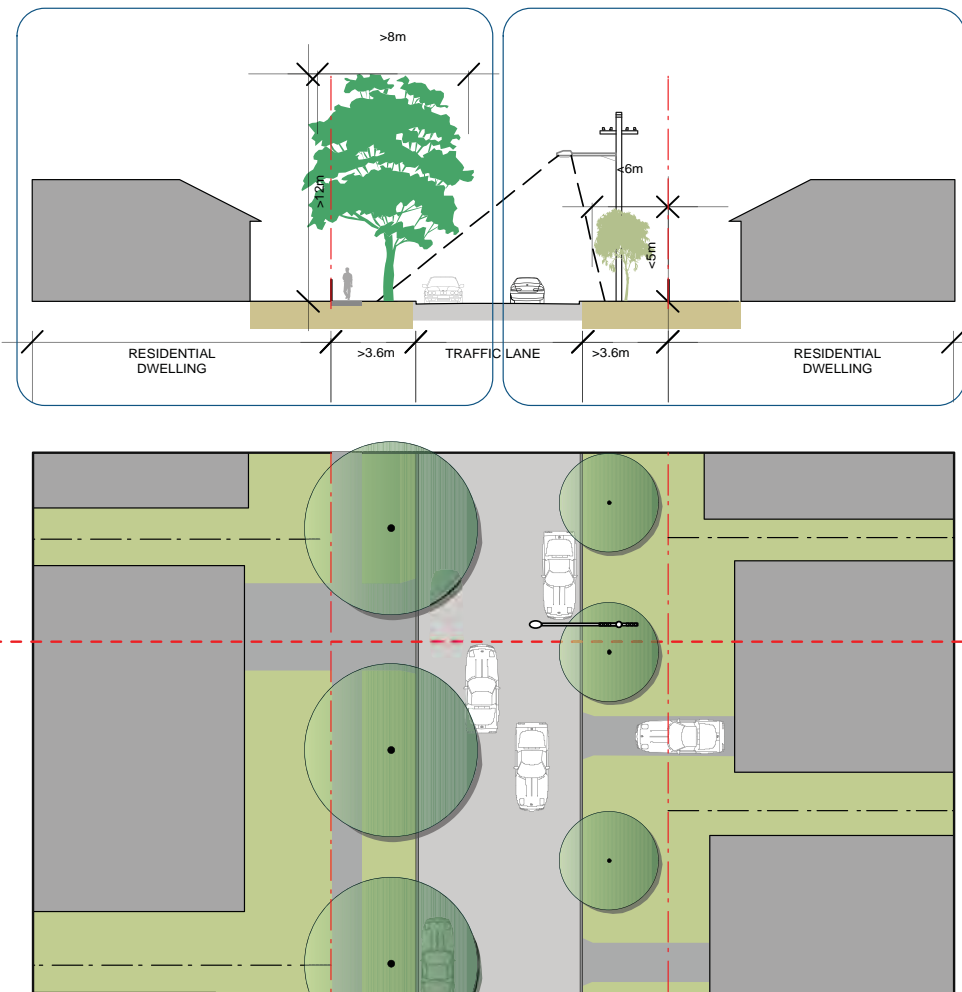 >8m
>12m
<6m
<5m
RESIDENTIAL
DWELLING
>3.6m
TRAFFIC LANE
>3.6m
RESIDENTIAL
DWELLING